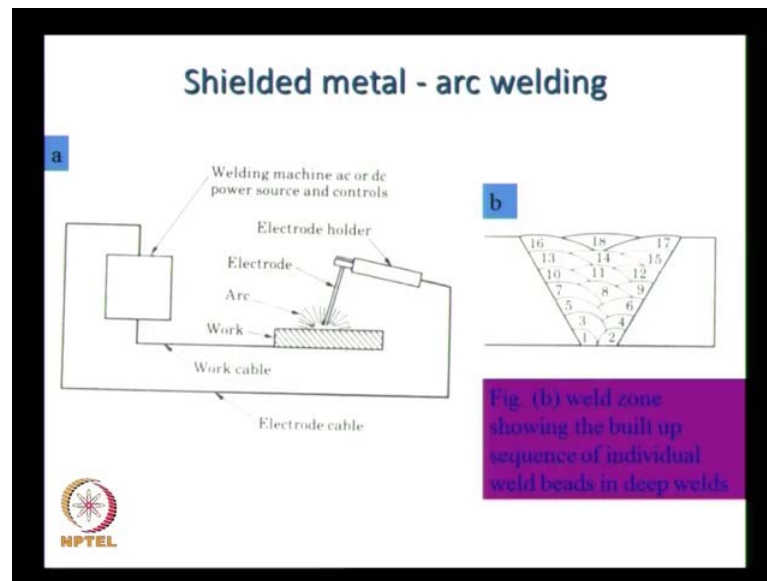 Shielded metal - arc welding
a
Welding machine ac or dc
power source and controls
Electrode holder
Electrode
Arc
Work
Work cable
Electrode cable
b
16 18 17
13 14 15
10 11 12
7 8 9
5 6
3 4
1 2
Fig. (b) weld zone
showing the built up
sequence of individual
weld beads in deep welds
NPTEL